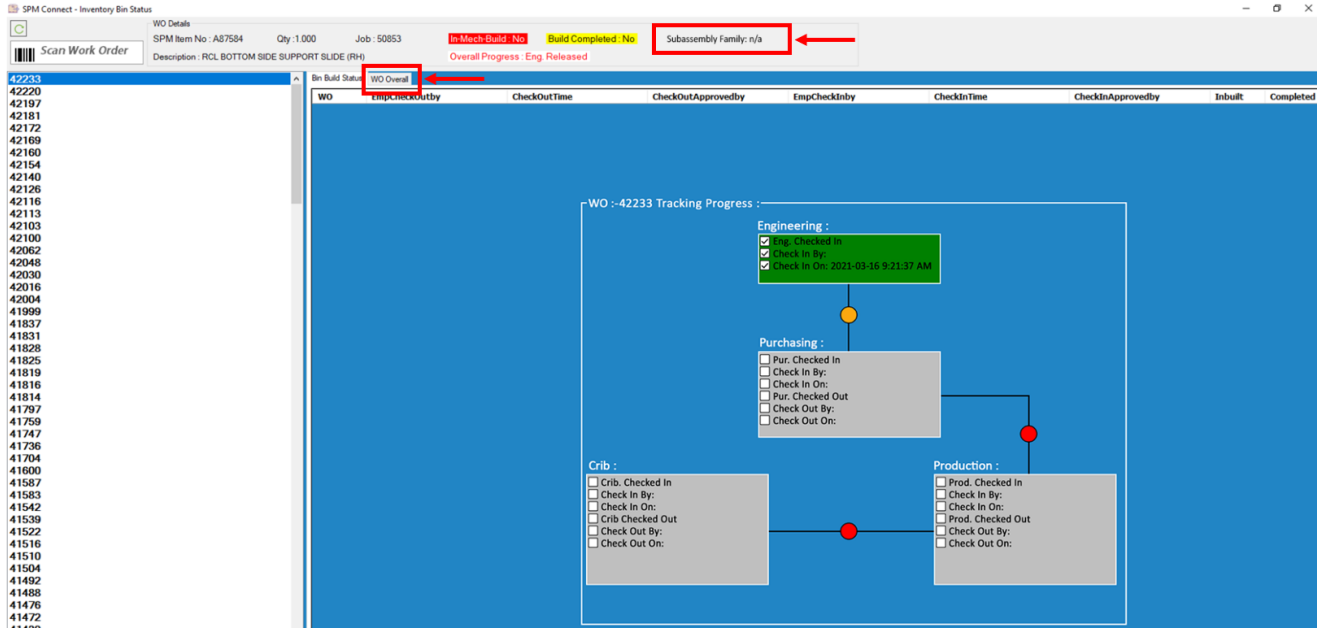 SPM Connect - Inventory Bin Status
WO Details
SPM Item No : A87584 Qty :1.000 Job : 50853 In-Mech-Build : No Build Completed : No Subassembly Family: n/a
Scan Work Order
Description : RCL BOTTOM SIDE SUPPORT SLIDE (RH) Overall Progress : Eng. Released
Bin Build Status WO Overall
WO EmpCheckOutby CheckOutTime CheckOutApprovedby EmpCheckInby CheckInTime CheckInApprovedby Inbuilt Completed
42233
42220
42197
42181
42172
42169
42160
42154
42140
42126
42116
42113
42103
42100
42062
42048
42030
42016
42004
41999
41837
41831
41828
41825
41819
41816
41814
41797
41759
41747
41736
41704
41600
41587
41583
41542
41539
41522
41516
41510
41504
41492
41488
41476
41472
WO :-42233 Tracking Progress :
Engineering :
Eng. Checked In
Check In By:
Check In On: 2021-03-16 9:21:37 AM
Purchasing :
Pur. Checked In
Check In By:
Check In On:
Pur. Checked Out
Check Out By:
Check Out On:
Crib :
Crib. Checked In
Check In By:
Check In On:
Crib Checked Out
Check Out By:
Check Out On:
Production :
Prod. Checked In
Check In By:
Check In On:
Prod. Checked Out
Check Out By:
Check Out On: